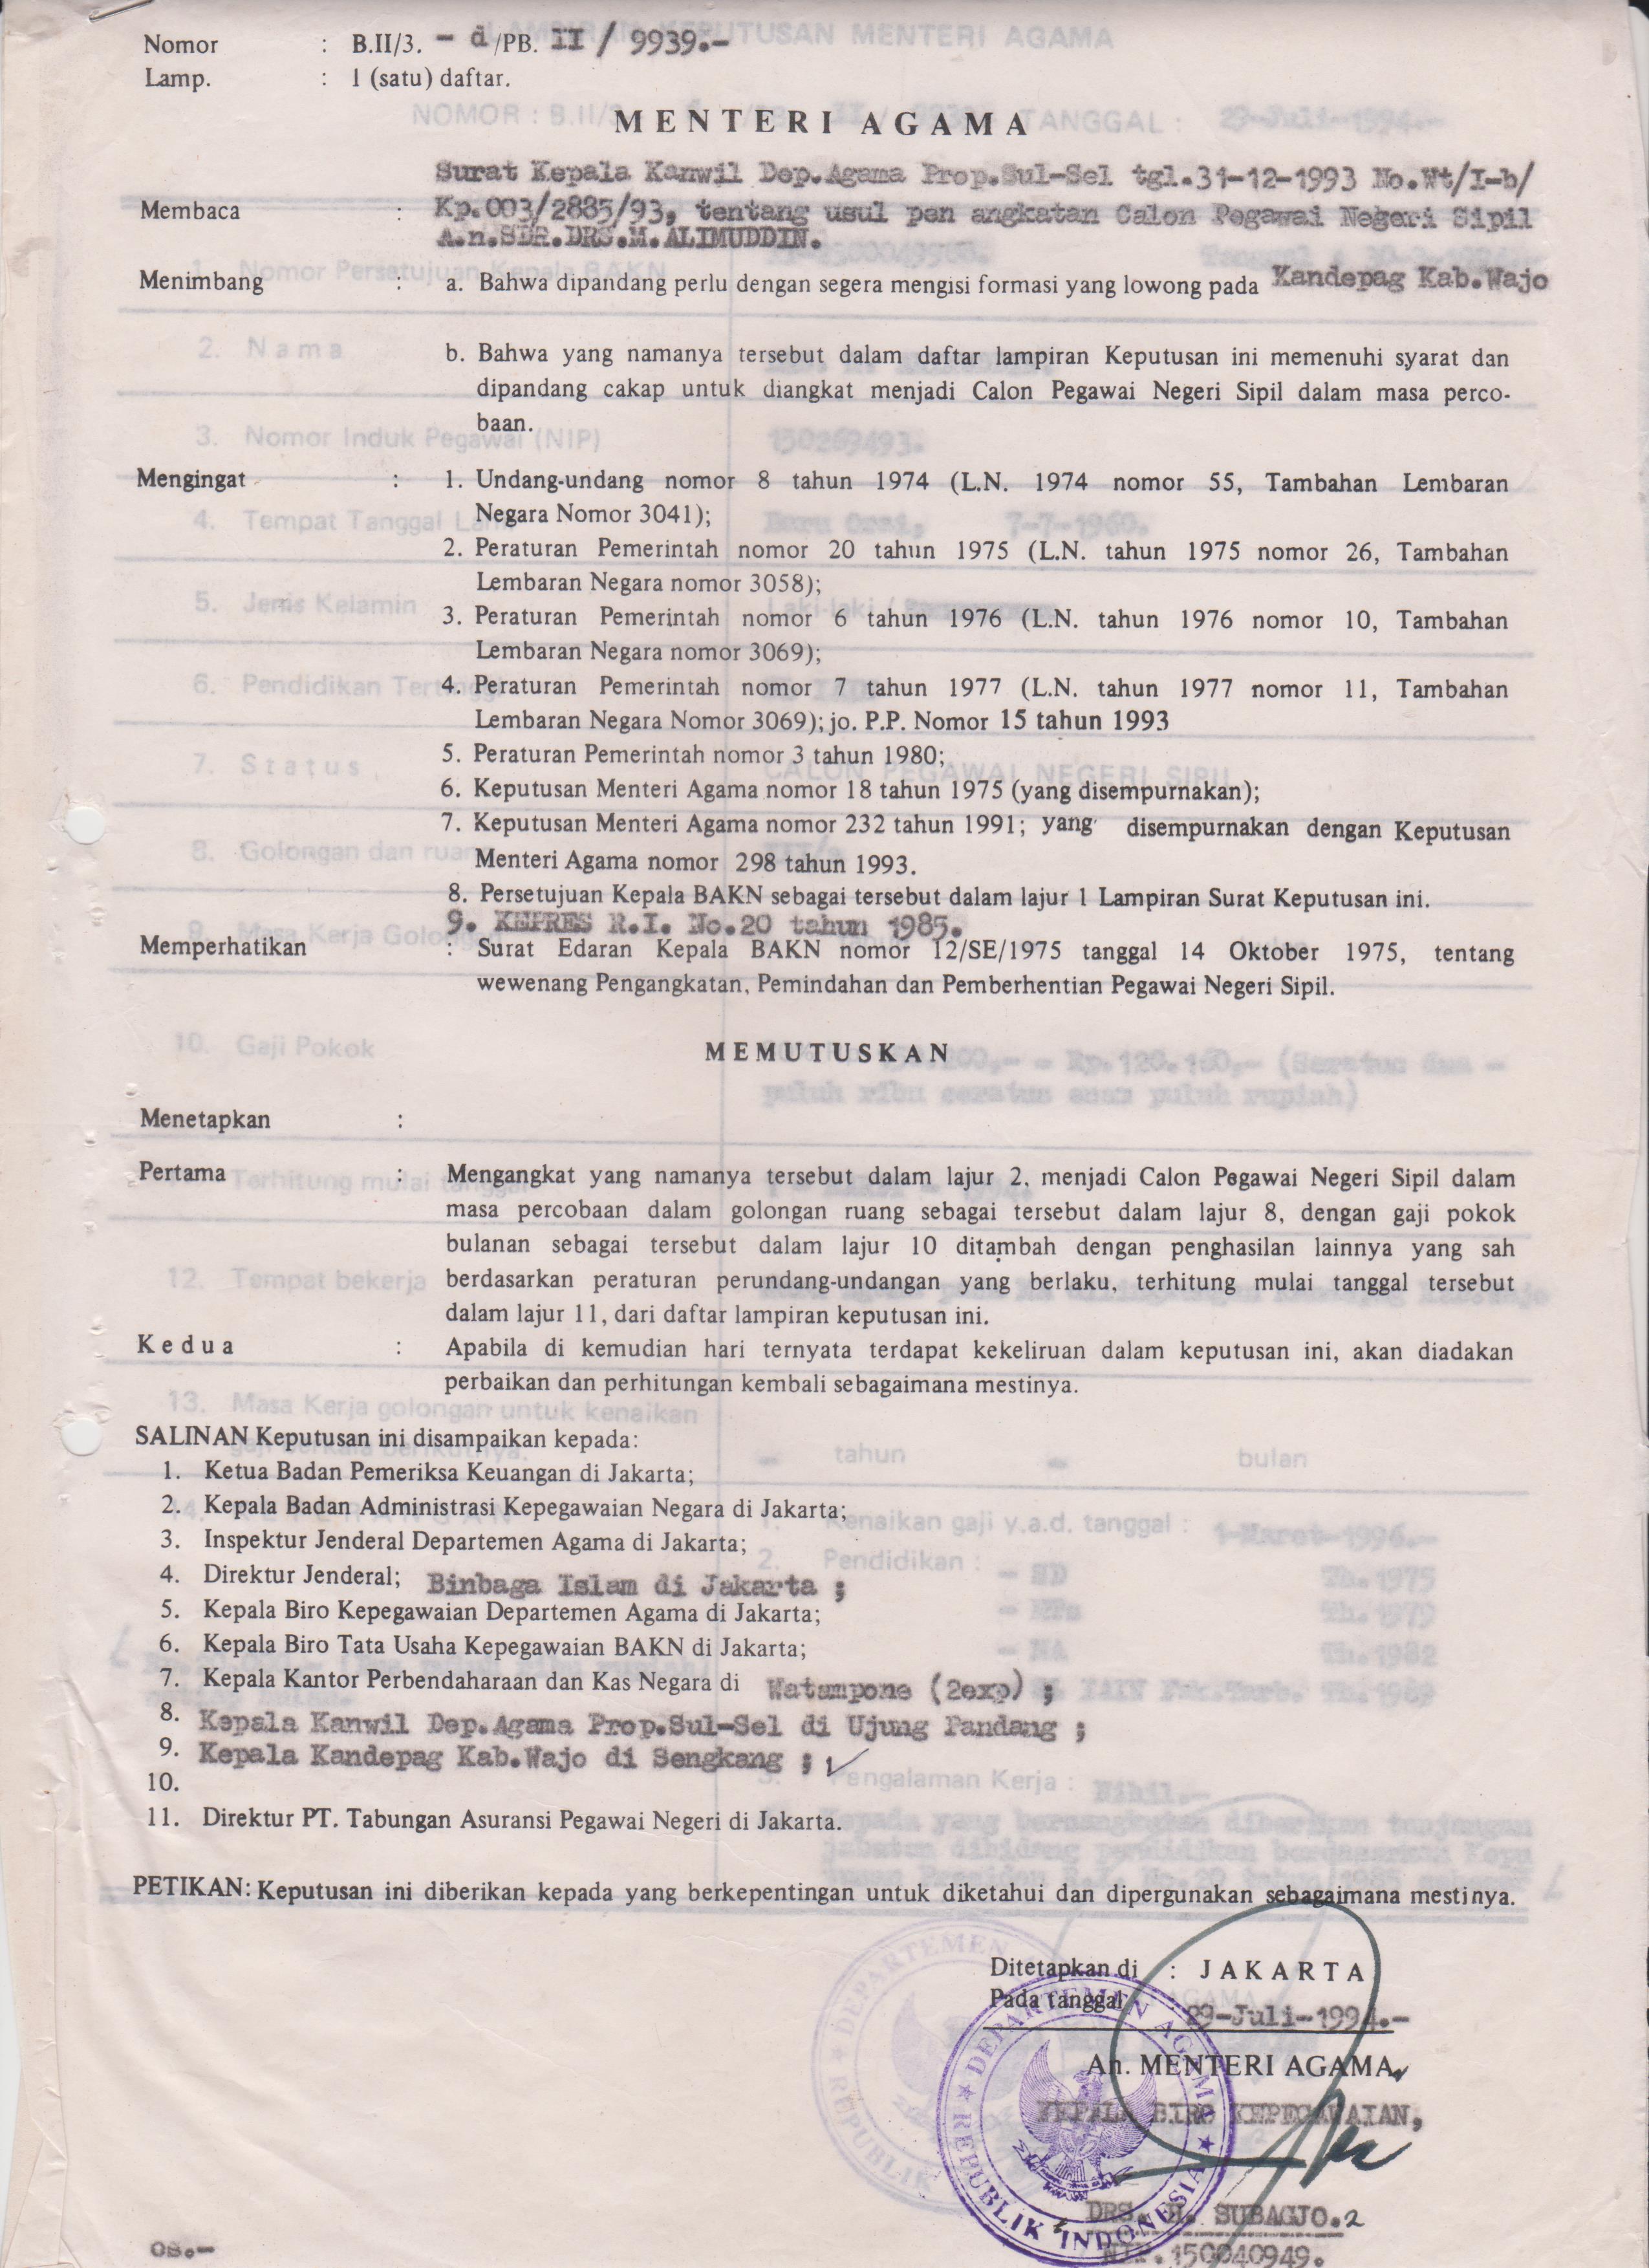 Nomor : B.II/3. - d /PB. II / 9939.-
Lamp. : 1 (satu) daftar.
MENTERI AGAMA
Surat Kepala Kanwil Dep.Agama Prop.Sul-Sel tgl.31-12-1993 No.Wt/I-b/
Membaca : Kp.003/2885/93, tentang usul pen angkatan Calon Pegawai Negeri Sipil
A.n.SDR.DRS.M.ALIMUDDIN.
Menimbang : a. Bahwa dipandang perlu dengan segera mengisi formasi yang lowong pada Kandepag Kab.Wajo
b. Bahwa yang namanya tersebut dalam daftar lampiran Keputusan ini memenuhi syarat dan
dipandang cakap untuk diangkat menjadi Calon Pegawai Negeri Sipil dalam masa perco-
baan.
Mengingat : 1. Undang-undang nomor 8 tahun 1974 (L.N. 1974 nomor 55, Tambahan Lembaran
Negara Nomor 3041);
2. Peraturan Pemerintah nomor 20 tahun 1975 (L.N. tahun 1975 nomor 26, Tambahan
Lembaran Negara nomor 3058);
3. Peraturan Pemerintah nomor 6 tahun 1976 (L.N. tahun 1976 nomor 10, Tambahan
Lembaran Negara nomor 3069);
4. Peraturan Pemerintah nomor 7 tahun 1977 (L.N. tahun 1977 nomor 11, Tambahan
Lembaran Negara Nomor 3069); jo. P.P. Nomor 15 tahun 1993
5. Peraturan Pemerintah nomor 3 tahun 1980;
6. Keputusan Menteri Agama nomor 18 tahun 1975 (yang disempurnakan);
7. Keputusan Menteri Agama nomor 232 tahun 1991; yang disempurnakan dengan Keputusan
Menteri Agama nomor 298 tahun 1993.
8. Persetujuan Kepala BAKN sebagai tersebut dalam lajur 1 Lampiran Surat Keputusan ini.
9. KEPRES R.I. No.20 tahun 1985.
Memperhatikan : Surat Edaran Kepala BAKN nomor 12/SE/1975 tanggal 14 Oktober 1975, tentang
wewenang Pengangkatan, Pemindahan dan Pemberhentian Pegawai Negeri Sipil.
MEMUTUSKAN
Menetapkan :
Pertama : Mengangkat yang namanya tersebut dalam lajur 2, menjadi Calon Pegawai Negeri Sipil dalam
masa percobaan dalam golongan ruang sebagai tersebut dalam lajur 8, dengan gaji pokok
bulanan sebagai tersebut dalam lajur 10 ditambah dengan penghasilan lainnya yang sah
berdasarkan peraturan perundang-undangan yang berlaku, terhitung mulai tanggal tersebut
dalam lajur 11, dari daftar lampiran keputusan ini.
Kedua : Apabila di kemudian hari ternyata terdapat kekeliruan dalam keputusan ini, akan diadakan
perbaikan dan perhitungan kembali sebagaimana mestinya.
SALINAN Keputusan ini disampaikan kepada:
1. Ketua Badan Pemeriksa Keuangan di Jakarta;
2. Kepala Badan Administrasi Kepegawaian Negara di Jakarta;
3. Inspektur Jenderal Departemen Agama di Jakarta;
4. Direktur Jenderal; Binbaga Islam di Jakarta ;
5. Kepala Biro Kepegawaian Departemen Agama di Jakarta;
6. Kepala Biro Tata Usaha Kepegawaian BAKN di Jakarta;
7. Kepala Kantor Perbendaharaan dan Kas Negara di Watampone (2exp) ;
8. Kepala Kanwil Dep.Agama Prop.Sul-Sel di Ujung Pandang ;
9. Kepala Kandepag Kab.Wajo di Sengkang ; ✓
10.
11. Direktur PT. Tabungan Asuransi Pegawai Negeri di Jakarta.
PETIKAN: Keputusan ini diberikan kepada yang berkepentingan untuk diketahui dan dipergunakan sebagaimana mestinya.
Ditetapkan di : JAKARTA
Pada tanggal 29-Juli-1994.-
An. MENTERI AGAMA
KEPALA BIRO KEPEGAWAIAN,
DEPARTEMEN AGAMA
REPUBLIK INDONESIA
DRS. H. SUBAGJO.2
NIP.150040949.
OS.-